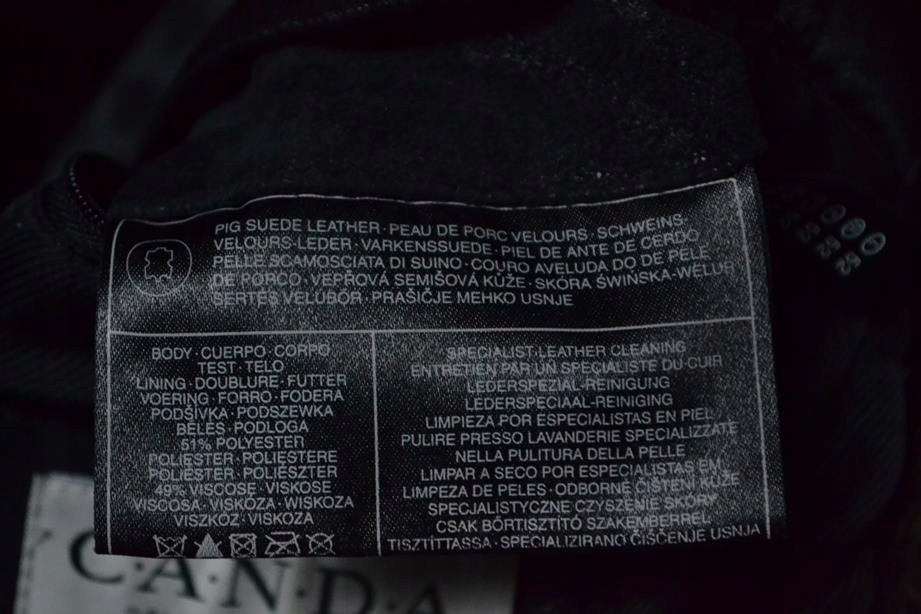 PIG SUEDE LEATHER · PEAU DE PORC VELOURS · SCHWEINS
VELOURS-LEDER · VARKENSSUEDE · PIEL DE ANTE DE CERDO
PELLE SCAMOSCIATA DI SUINO · COURO AVELUDA DO DE PELE
DE PORCO · VEPŘOVÁ SEMIŠOVÁ KŮŽE · SKÓRA ŚWIŃSKA-WELUR
SERTÉS VELÚRBŐR · PRAŠIČJE MEHKO USNJE
BODY · CUERPO · CORPO
TEST · TELO
LINING · DOUBLURE · FUTTER
VOERING · FORRO · FODERA
PODŠÍVKA · PODSZEWKA
BÉLÉS · PODLOGA
51% POLYESTER
POLIESTER · POLIESTERE
POLIÉSTER · POLIÉSZTER
49% VISCOSE · VISKOSE
VISCOSA · VISKÓZA · WISKOZA
VISZKÓZ · VISKOZA
SPECIALIST LEATHER CLEANING
ENTRETIEN PAR UN SPÉCIALISTE DU CUIR
LEDERSPEZIAL-REINIGUNG
LEDERSPECIAAL-REINIGING
LIMPIEZA POR ESPECIALISTAS EN PIEL
PULIRE PRESSO LAVANDERIE SPECIALIZZATE
NELLA PULITURA DELLA PELLE
LIMPAR A SECO POR ESPECIALISTAS EM
LIMPEZA DE PELES · ODBORNÉ ČIŠTĚNÍ KŮŽE
SPECJALISTYCZNE CZYSZENIE SKÓRY
CSAK BŐRTISZTÍTÓ SZAKEMBERREL
TISZTÍTTASSA · SPECIALIZIRANO ČIŠČENJE USNJA
C·A·N·D·A
52 52 52